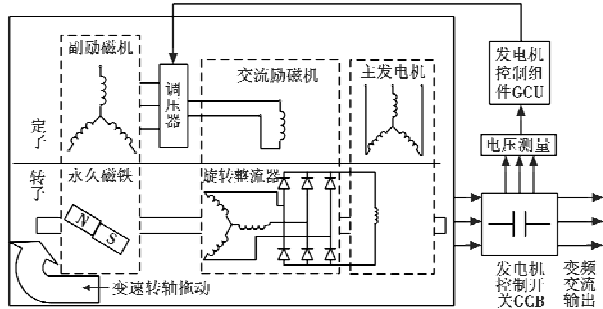 副励磁机
调
压
器
交流励磁机
主发电机
发电机
控制组
件GCU
电压测量
定子
转子
永久磁铁
N S
旋转整流器
变速转轴拖动
发电机
控制开
关CGB
变频
交流
输出